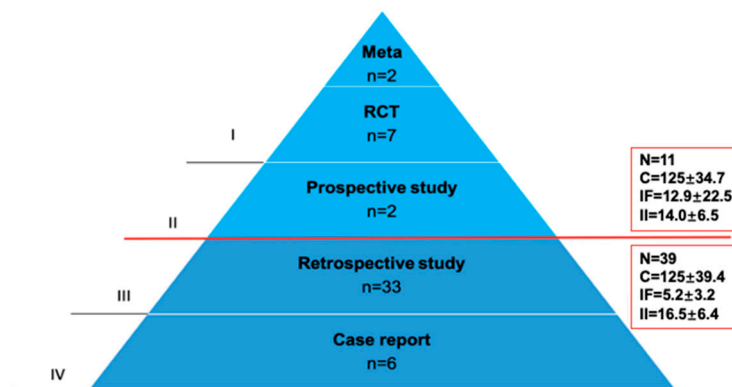 Meta
n=2
RCT
n=7
I
Prospective study
n=2
II
N=11
C=125±34.7
IF=12.9±22.5
II=14.0±6.5
Retrospective study
n=33
III
N=39
C=125±39.4
IF=5.2±3.2
II=16.5±6.4
Case report
n=6
IV